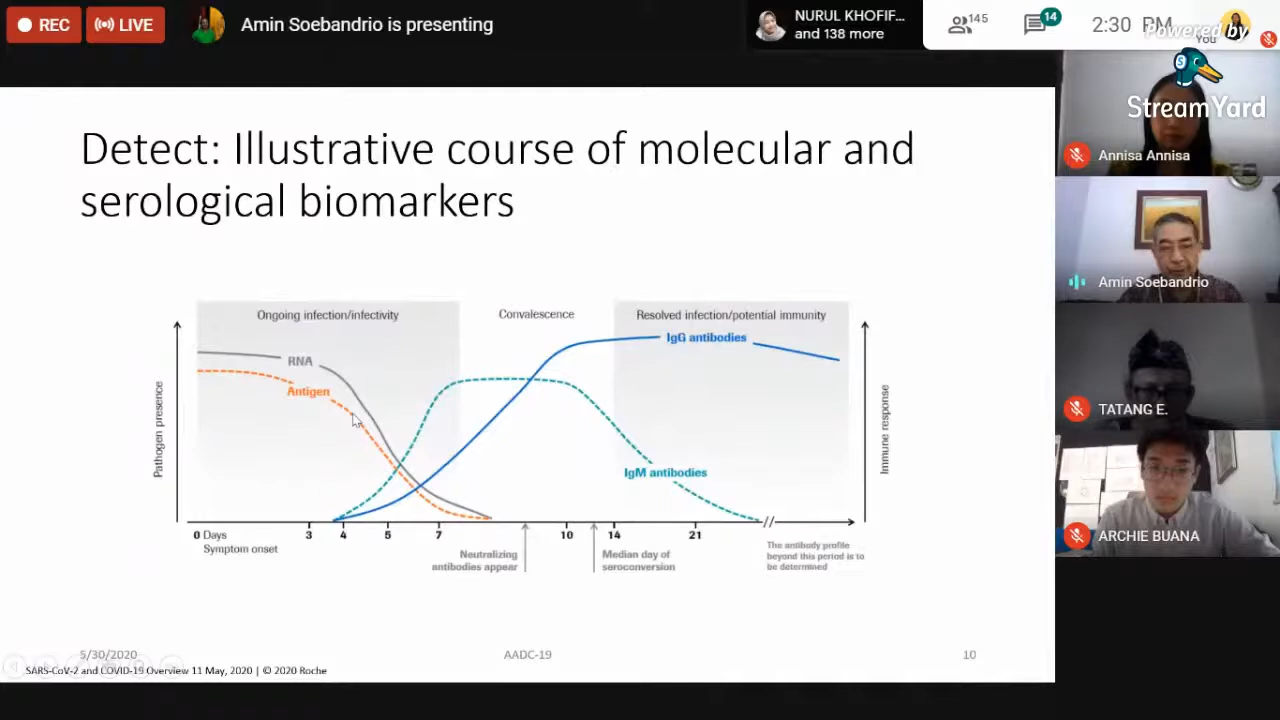 REC
LIVE
Amin Soebandrio is presenting
NURUL KHOFIF...
and 138 more
145
14
2:30 PM
You
Powered by
StreamYard
Annisa Annisa
Amin Soebandrio
TATANG E.
ARCHIE BUANA
Detect: Illustrative course of molecular and
serological biomarkers
Ongoing infection/infectivity
Convalescence
Resolved infection/potential immunity
RNA
Antigen
IgG antibodies
IgM antibodies
Pathogen presence
Immune response
0 Days
Symptom onset
3
4
5
7
10
14
21
Neutralizing
antibodies appear
Median day of
seroconversion
The antibody profile
beyond this period is to
be determined
5/30/2020
AADC-19
10
SARS-CoV-2 and COVID-19 Overview 11 May, 2020 | © 2020 Roche